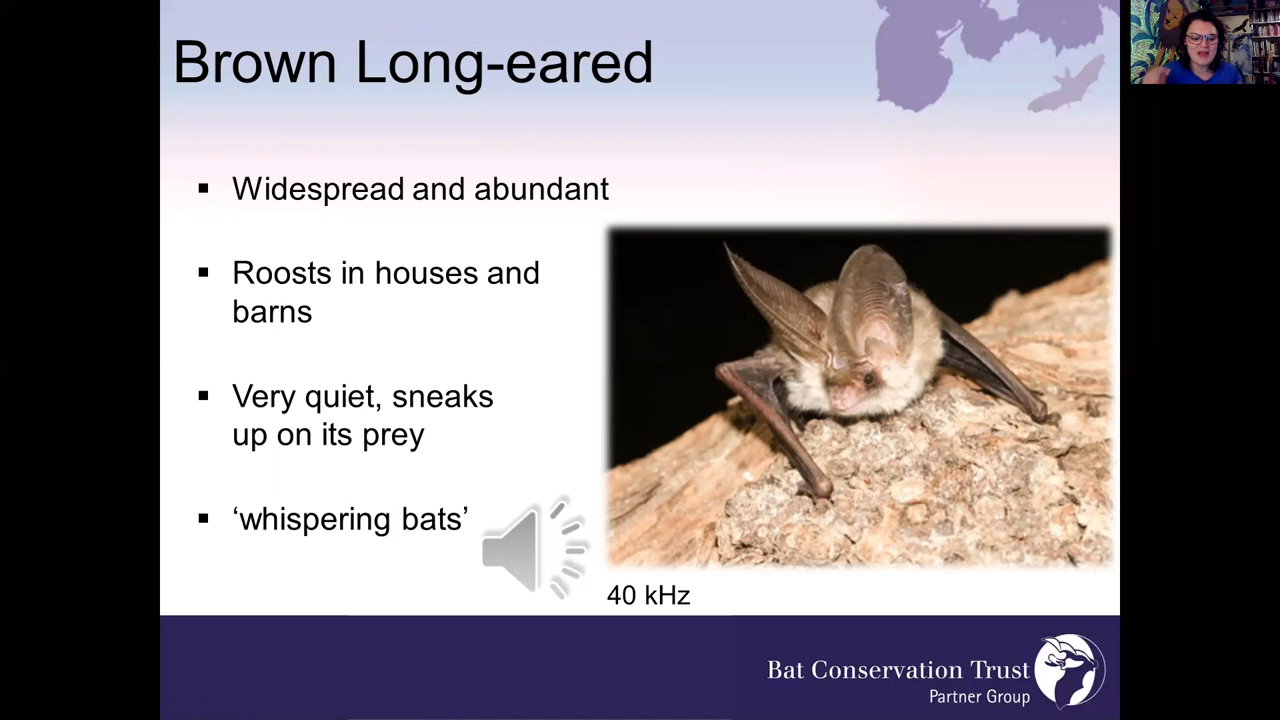 Brown Long-eared
Widespread and abundant
Roosts in houses and
barns
Very quiet, sneaks
up on its prey
‘whispering bats’
40 kHz
Bat Conservation Trust
Partner Group